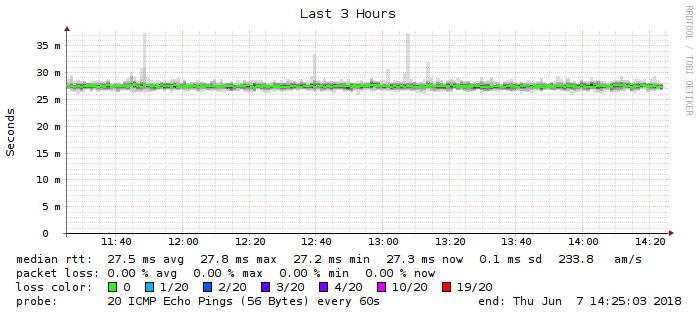 Last 3 Hours
RRDTOOL / TOBI OETIKER
Seconds
35 m
30 m
25 m
20 m
15 m
10 m
5 m
0
11:40 12:00 12:20 12:40 13:00 13:20 13:40 14:00 14:20
median rtt: 27.5 ms avg 27.8 ms max 27.2 ms min 27.3 ms now 0.1 ms sd 233.8 am/s
packet loss: 0.00 % avg 0.00 % max 0.00 % min 0.00 % now
loss color: 0 1/20 2/20 3/20 4/20 10/20 19/20
probe: 20 ICMP Echo Pings (56 Bytes) every 60s end: Thu Jun 7 14:25:03 2018